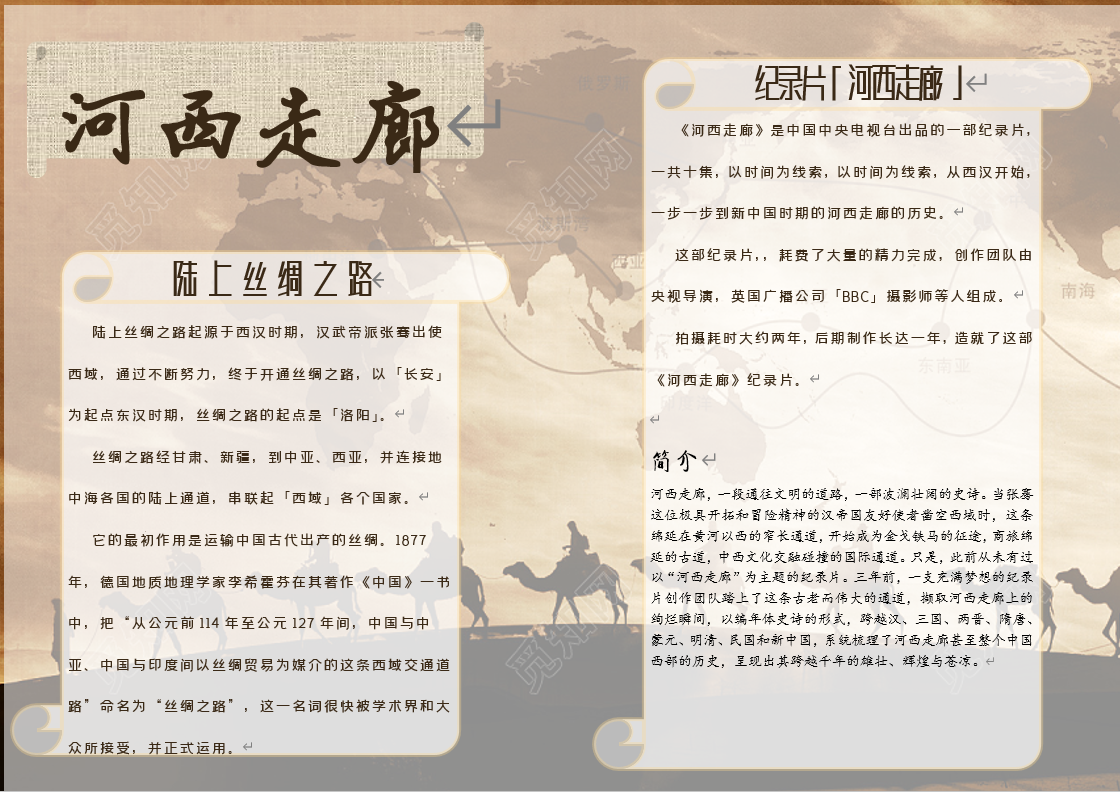 河西走廊
陆上丝绸之路
陆上丝绸之路起源于西汉时期，汉武帝派张骞出使
西域，通过不断努力，终于开通丝绸之路，以「长安」
为起点东汉时期，丝绸之路的起点是「洛阳」。
丝绸之路经甘肃、新疆，到中亚、西亚，并连接地
中海各国的陆上通道，串联起「西域」各个国家。
它的最初作用是运输中国古代出产的丝绸。1877
年，德国地质地理学家李希霍芬在其著作《中国》一书
中，把“从公元前 114 年至公元 127 年间，中国与中
亚、中国与印度间以丝绸贸易为媒介的这条西域交通道
路”命名为“丝绸之路”，这一名词很快被学术界和大
众所接受，并正式运用。
纪录片「河西走廊」
《河西走廊》是中国中央电视台出品的一部纪录片，
一共十集，以时间为线索，以时间为线索，从西汉开始，
一步一步到新中国时期的河西走廊的历史。
这部纪录片，，耗费了大量的精力完成，创作团队由
央视导演，英国广播公司「BBC」摄影师等人组成。
拍摄耗时大约两年，后期制作长达一年，造就了这部
《河西走廊》纪录片。
简介
河西走廊，一段通往文明的道路，一部波澜壮阔的史诗。当张骞
这位极具开拓和冒险精神的汉帝国友好使者凿空西域时，这条
绵延在黄河以西的窄长通道，开始成为金戈铁马的征途，商旅绵
延的古道，中西文化交融碰撞的国际通道。只是，此前从未有过
以“河西走廊”为主题的纪录片。三年前，一支充满梦想的纪录
片创作团队踏上了这条古老而伟大的通道，撷取河西走廊上的
绚烂瞬间，以编年体史诗的形式，跨越汉、三国、两晋、隋唐、
蒙元、明清、民国和新中国，系统梳理了河西走廊甚至整个中国
西部的历史，呈现出其跨越千年的雄壮、辉煌与苍凉。
俄罗斯
西亚
南海
东南亚
觅知网
觅知网
觅知网